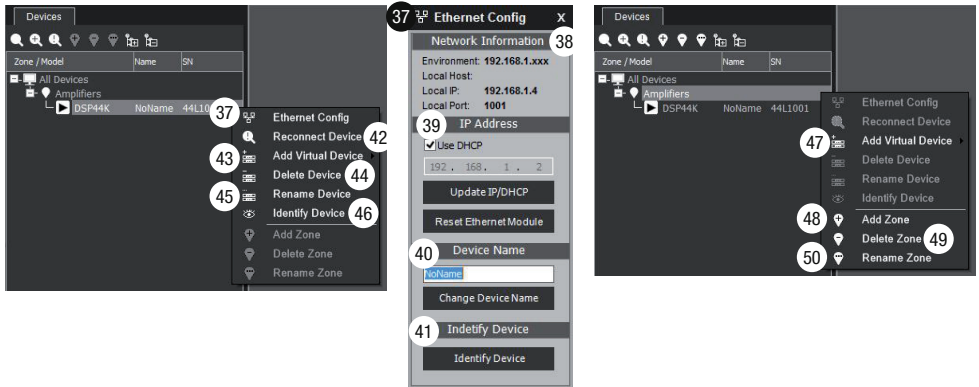 Devices
Zone / Model Name SN
All Devices
Amplifiers
DSP44K NoName 44L10
37 Ethernet Config
Reconnect Device 42
43 Add Virtual Device
Delete Device 44
45 Rename Device
Identify Device 46
Add Zone
Delete Zone
Rename Zone
37 Ethernet Config X
Network Information 38
Environment: 192.168.1.xxx
Local Host:
Local IP: 192.168.1.4
Local Port: 1001
39 IP Address
Use DHCP
192. 168. 1. 2
Update IP/DHCP
Reset Ethernet Module
40 Device Name
NoName
Change Device Name
41 Indetify Device
Identify Device
Devices
Zone / Model Name SN
All Devices
Amplifiers
DSP44K NoName 44L1001
Ethernet Config
Reconnect Device
47 Add Virtual Device
Delete Device
Rename Device
Identify Device
48 Add Zone
Delete Zone 49
50 Rename Zone